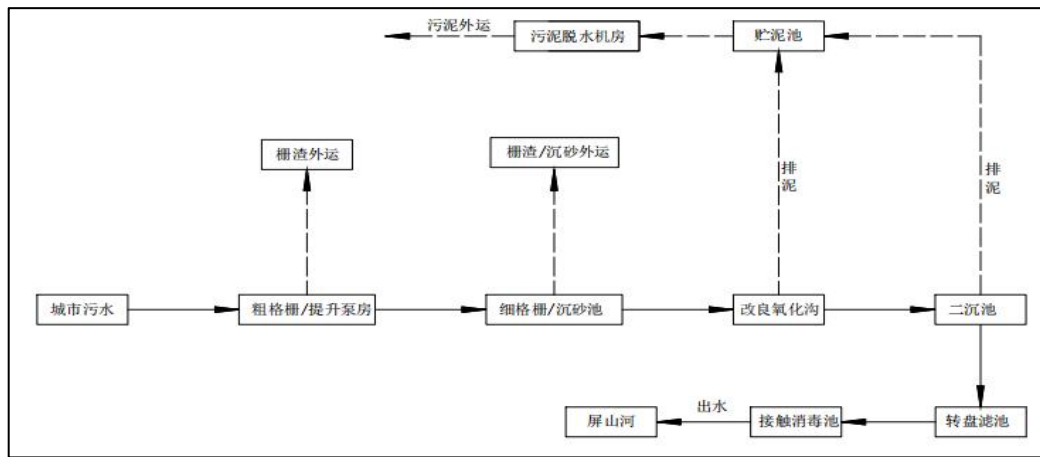 污泥外运
污泥脱水机房
贮泥池
栅渣外运
栅渣/沉砂外运
排泥
排泥
城市污水
粗格栅/提升泵房
细格栅/沉砂池
改良氧化沟
二沉池
屏山河
出水
接触消毒池
转盘滤池